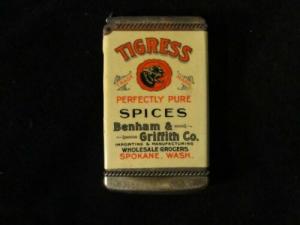 TIGRESS
PERFECTLY PURE
SPICES
Benham &
Griffith Co.
IMPORTING & MANUFACTURING
WHOLESALE GROCERS
SPOKANE, WASH.